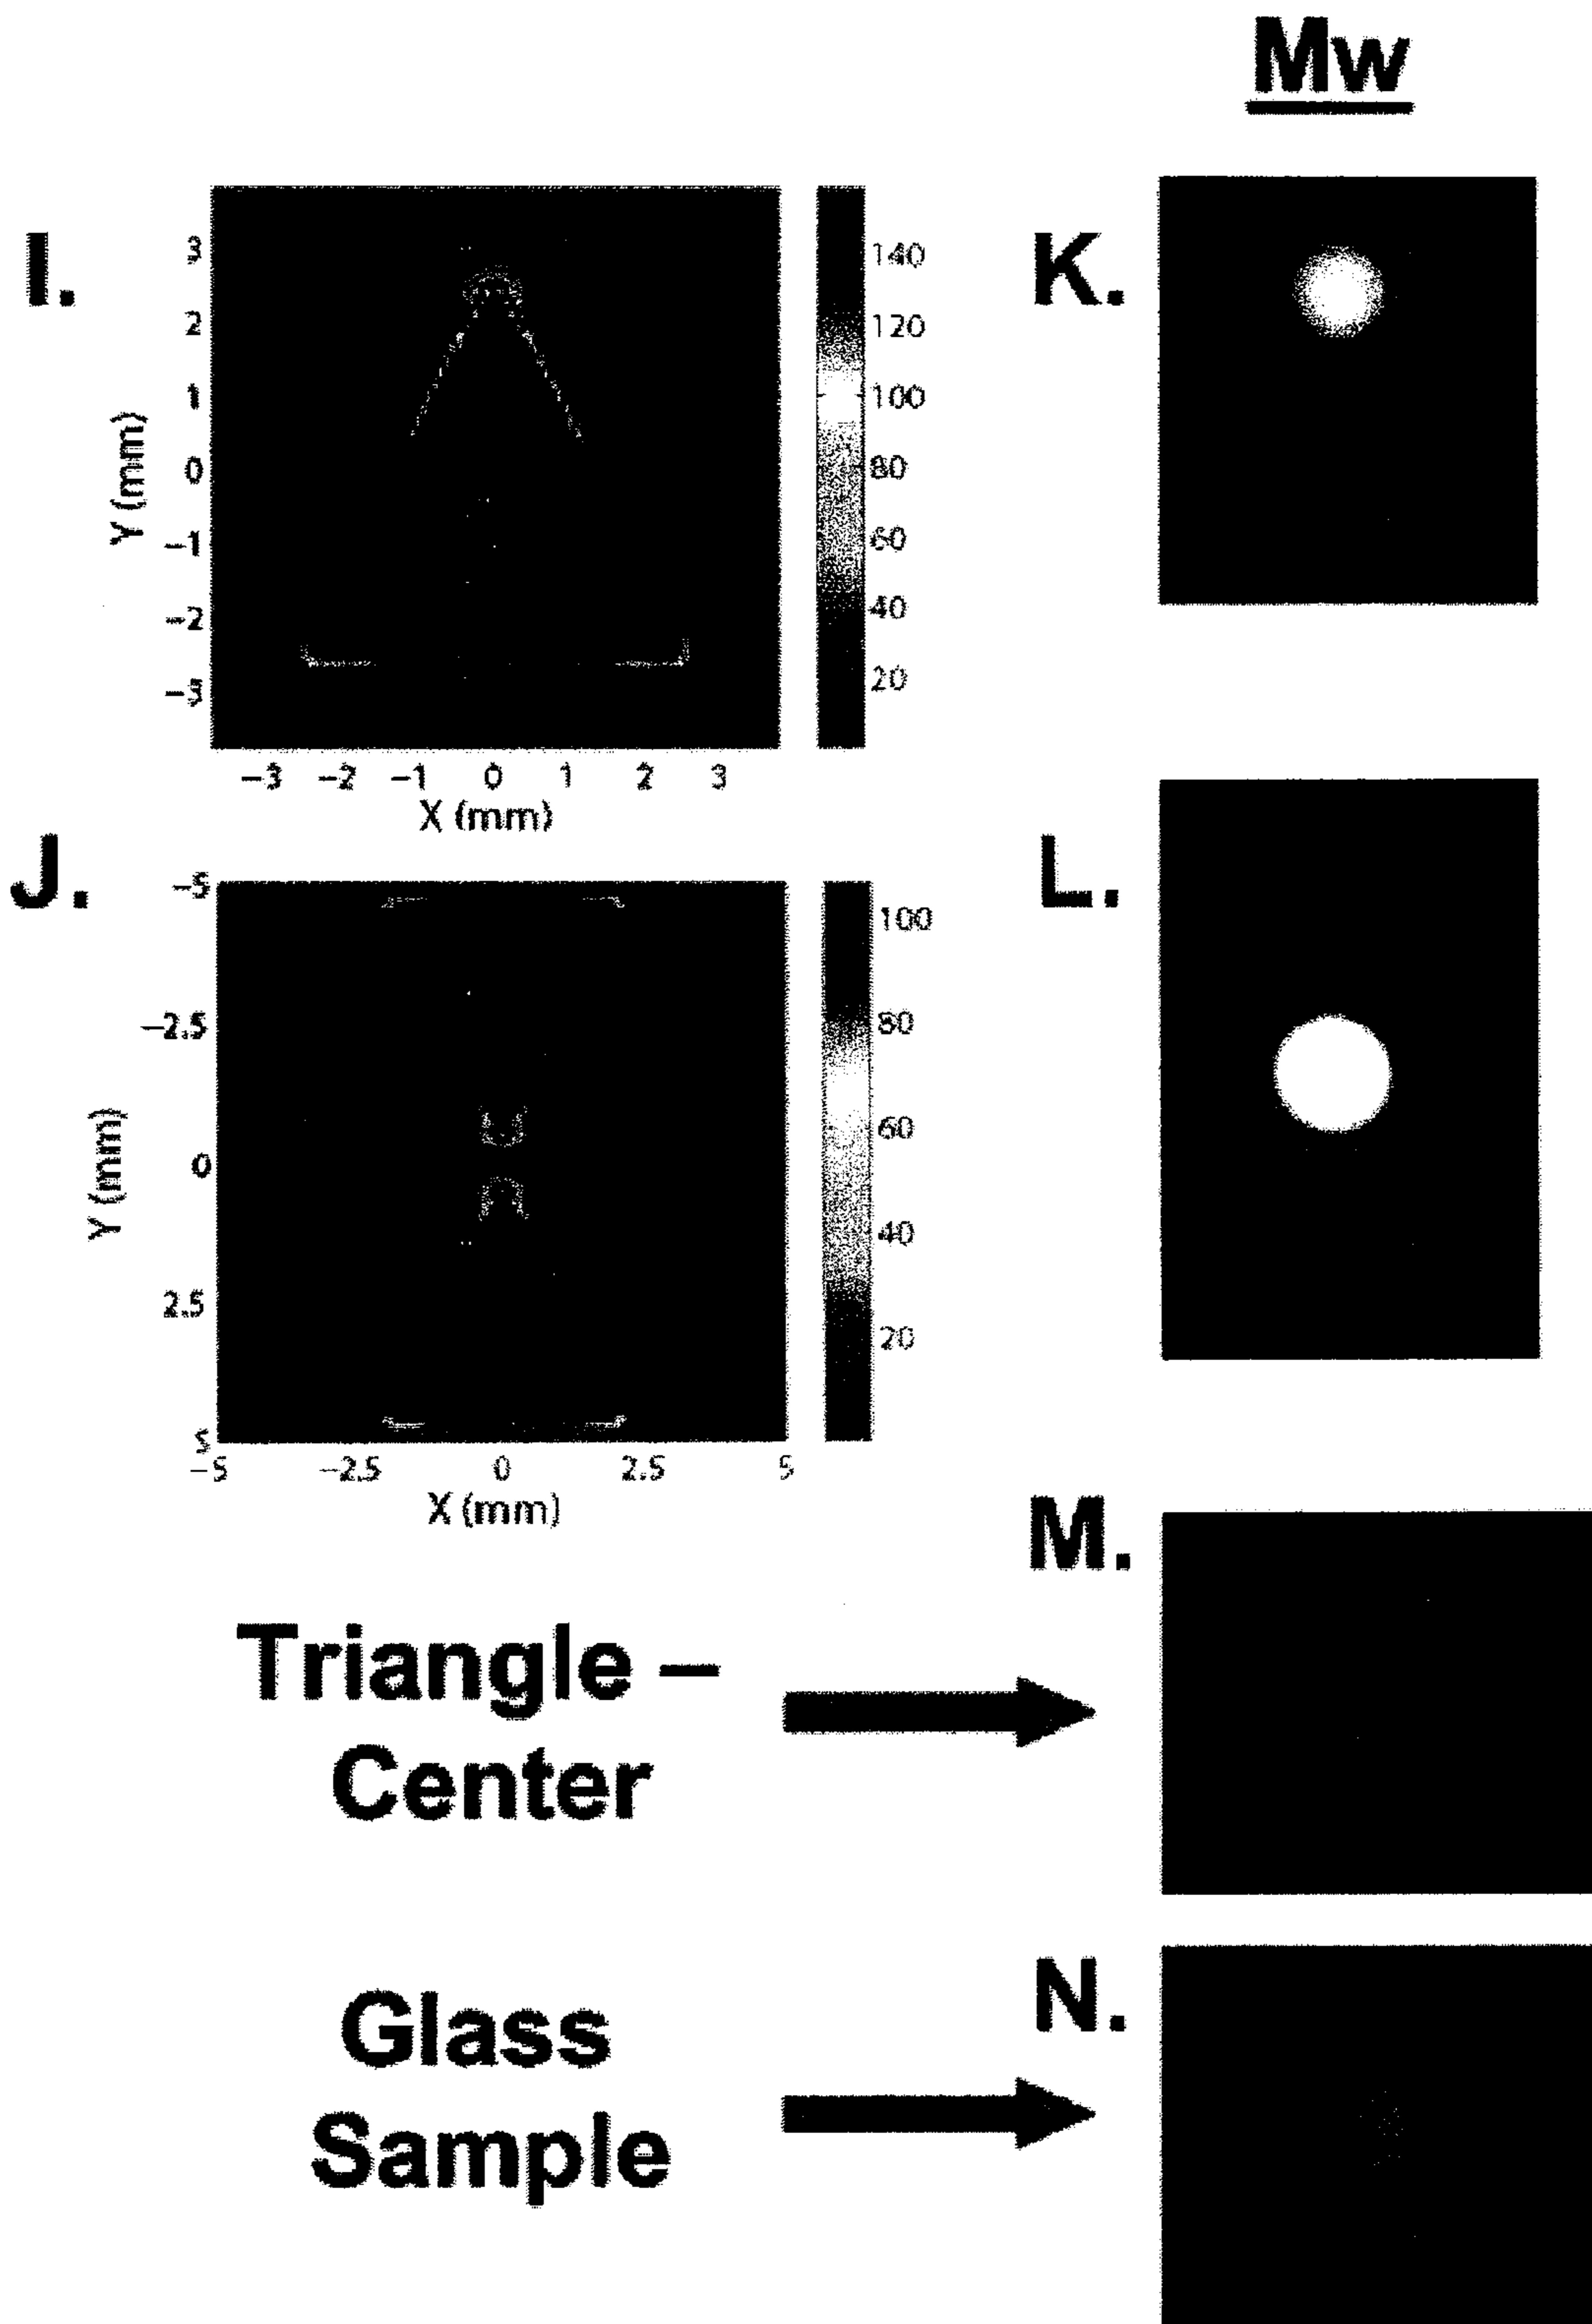 Mw
I.
3
2
1
0
−1
−2
−3
Y (mm)
−3 −2 −1 0 1 2 3
X (mm)
140
120
100
80
60
40
20
K.
J.
−5
−2.5
0
2.5
5
Y (mm)
−5 −2.5 0 2.5 5
X (mm)
100
80
60
40
20
L.
M.
Triangle –
Center
N.
Glass
Sample